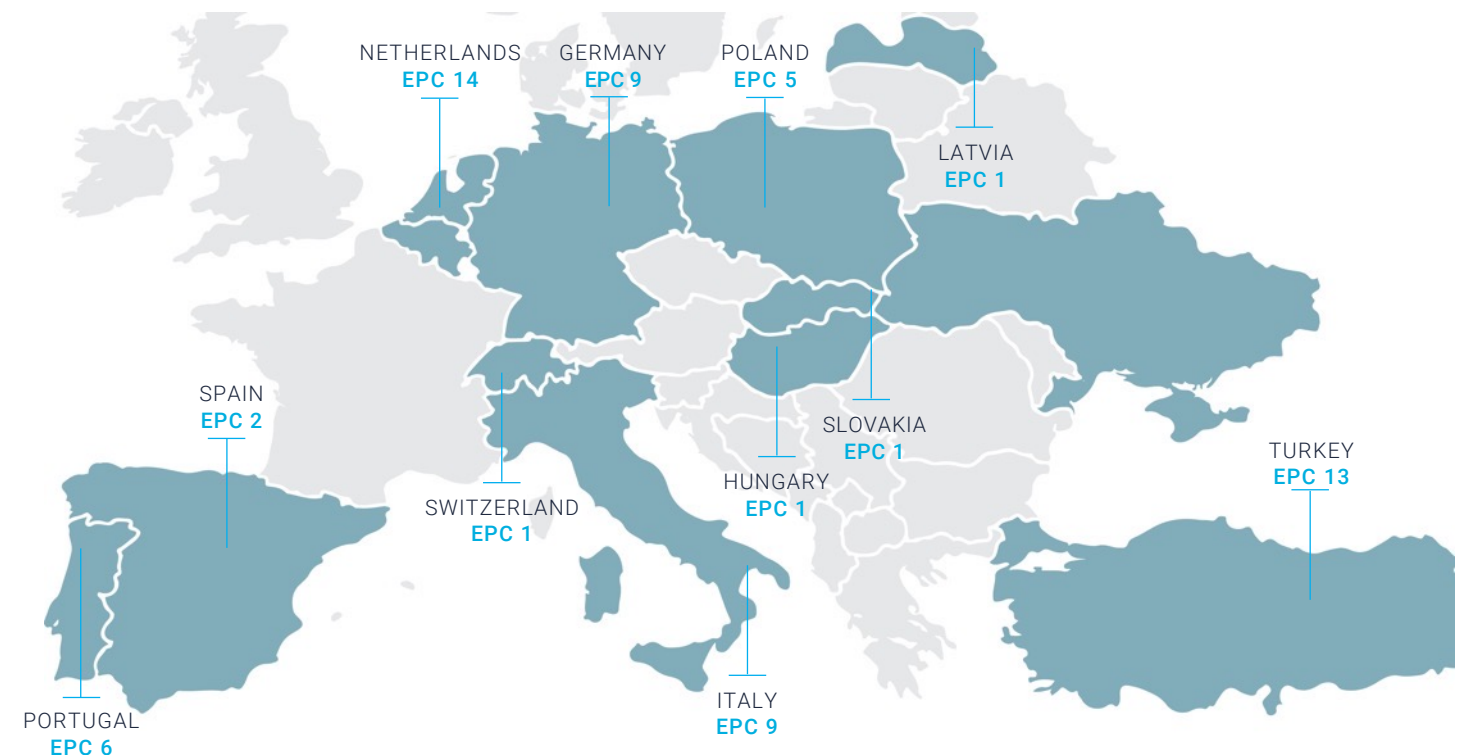 NETHERLANDS
EPC 14
GERMANY
EPC 9
POLAND
EPC 5
LATVIA
EPC 1
SPAIN
EPC 2
SLOVAKIA
EPC 1
TURKEY
EPC 13
HUNGARY
EPC 1
SWITZERLAND
EPC 1
ITALY
EPC 9
PORTUGAL
EPC 6